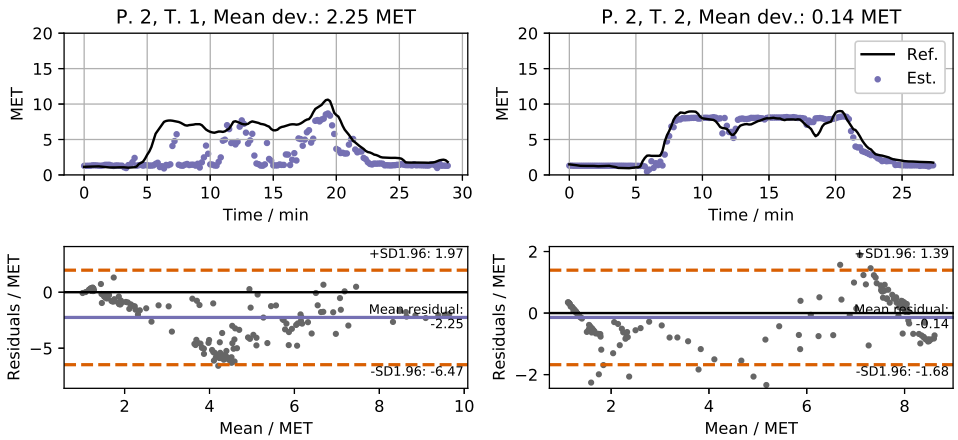 P. 2, T. 1, Mean dev.: 2.25 MET
20
15
10
5
0
MET
0
5
10
15
20
25
30
Time / min
P. 2, T. 2, Mean dev.: 0.14 MET
20
15
10
5
0
MET
Ref.
Est.
0
5
10
15
20
25
Time / min
0
−5
Residuals / MET
+SD1.96: 1.97
Mean residual:
-2.25
-SD1.96: -6.47
2
4
6
8
10
Mean / MET
2
0
−2
Residuals / MET
+SD1.96: 1.39
Mean residual:
-0.14
-SD1.96: -1.68
2
4
6
8
Mean / MET